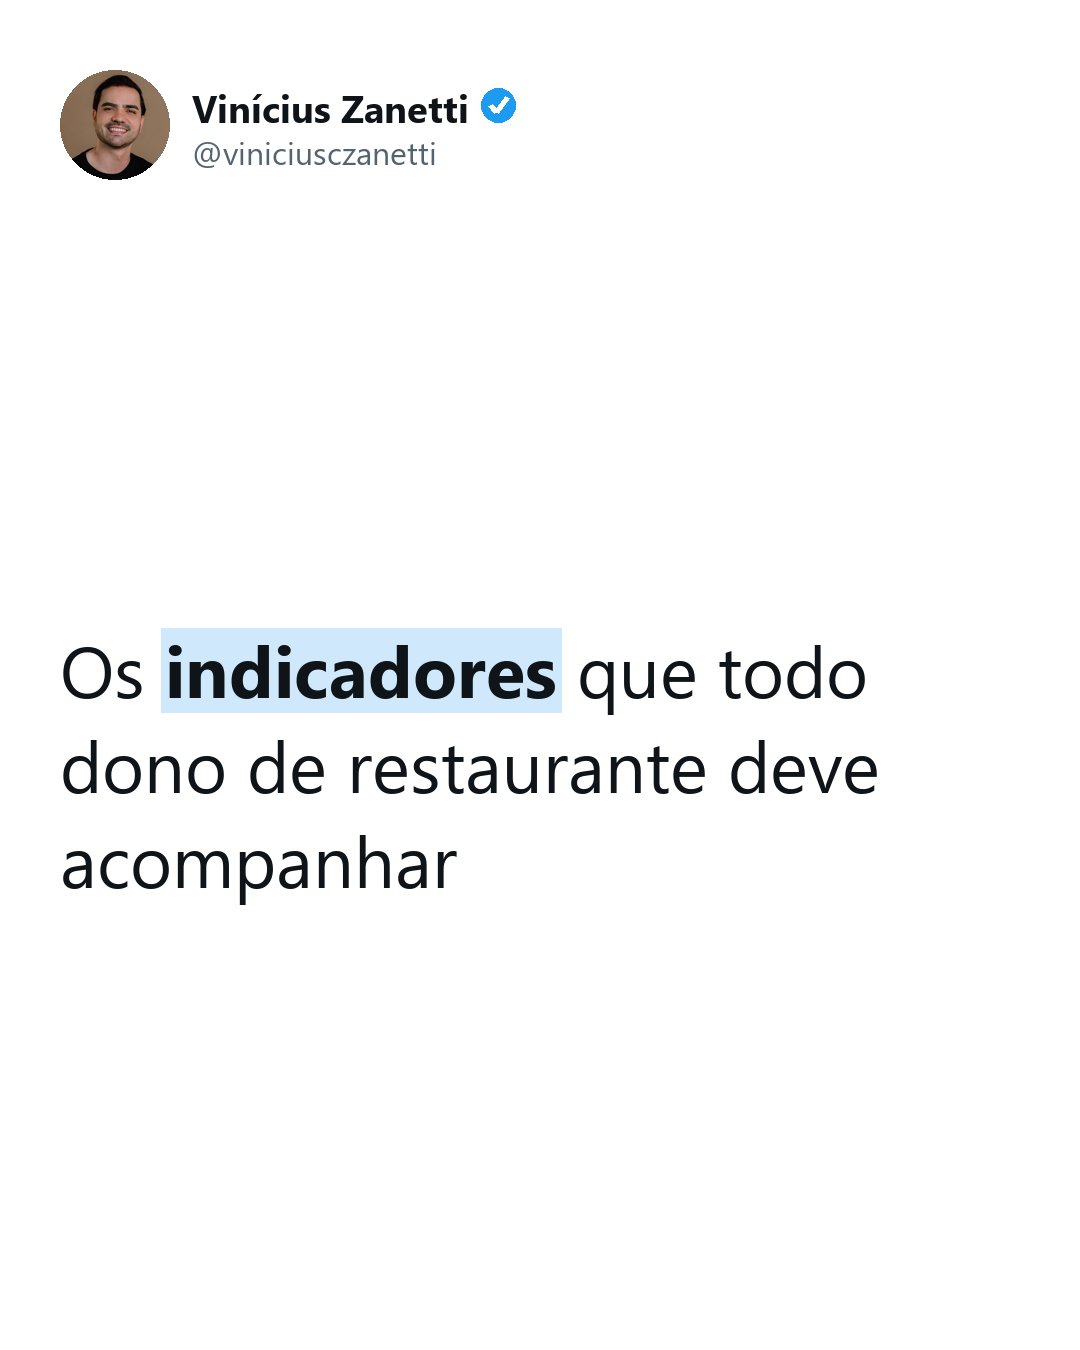 Vinícius Zanetti
@viniciusczanetti
Os indicadores que todo
dono de restaurante deve
acompanhar